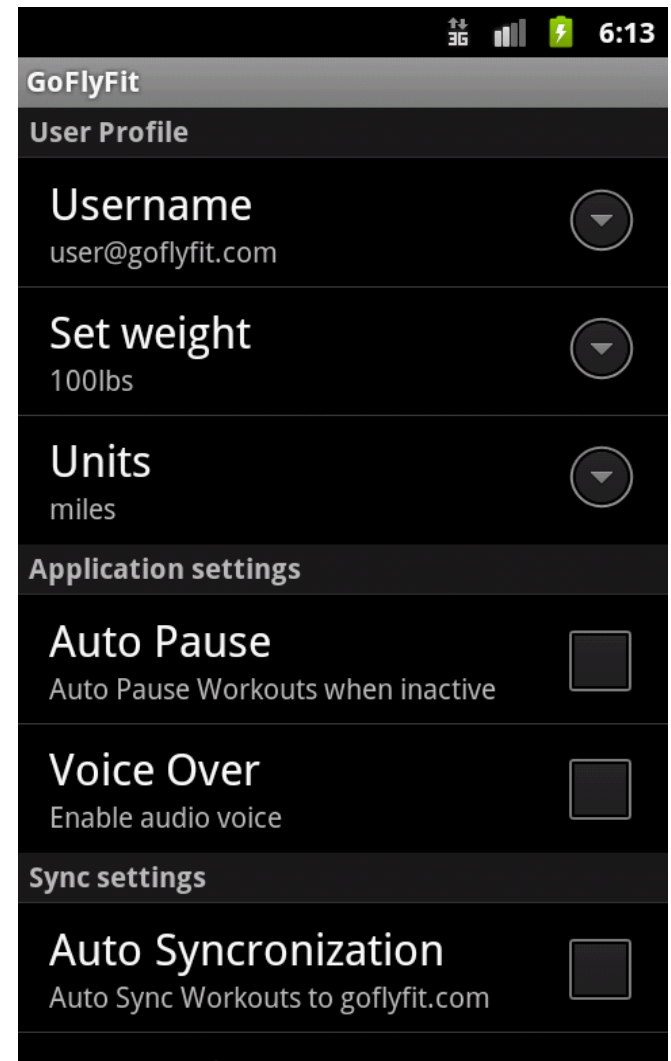 3G 6:13
GoFlyFit
User Profile
Username
user@goflyfit.com
Set weight
100lbs
Units
miles
Application settings
Auto Pause
Auto Pause Workouts when inactive
Voice Over
Enable audio voice
Sync settings
Auto Syncronization
Auto Sync Workouts to goflyfit.com